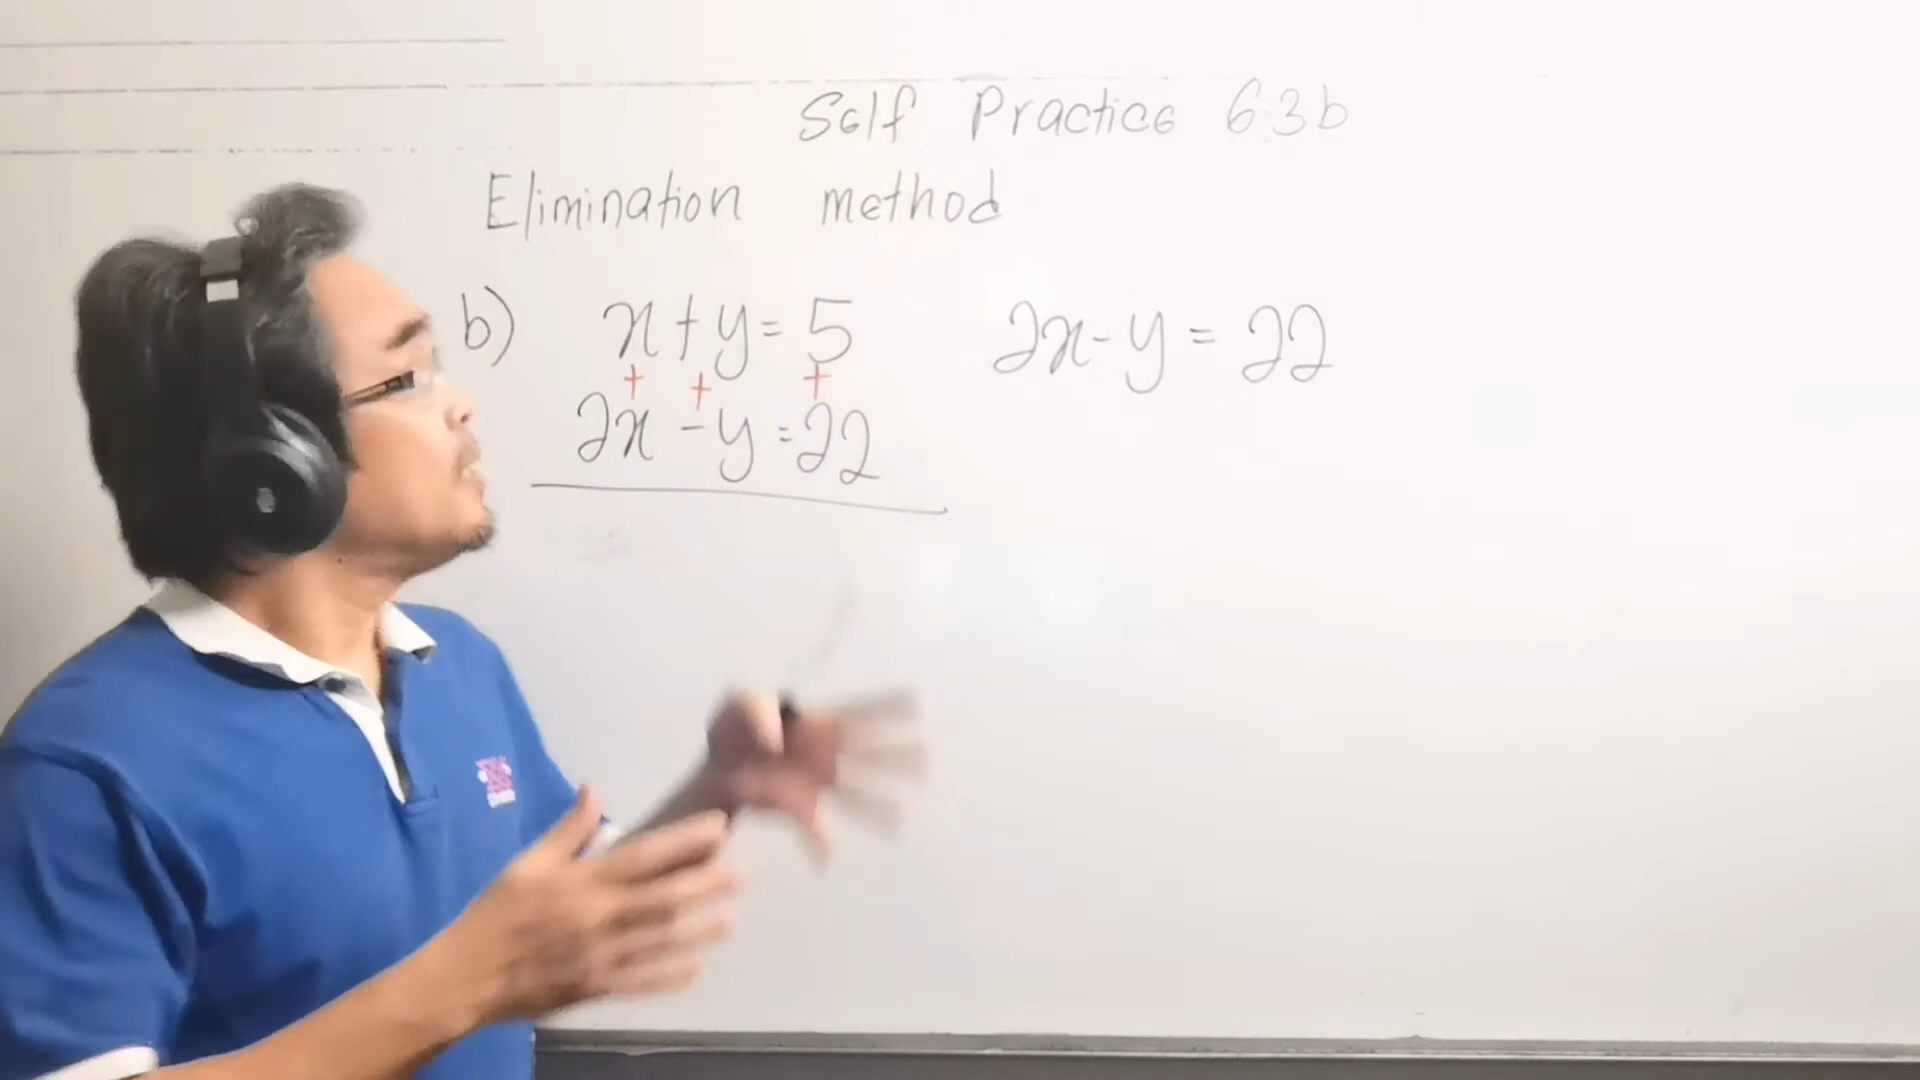 Self Practice 6.3b
Elimination method
b) x + y = 5 2x - y = 22
+ + +
2x - y = 22